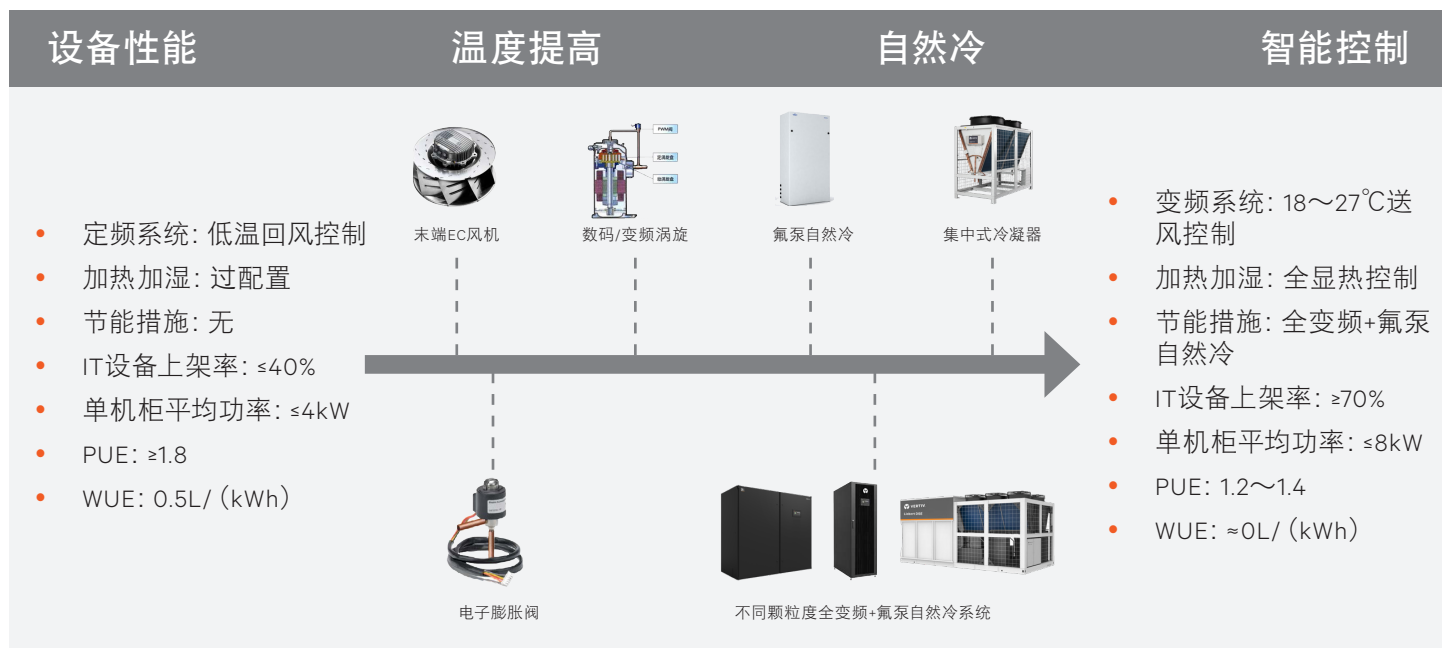 设备性能
温度提高
自然冷
智能控制
定频系统: 低温回风控制
加热加湿: 过配置
节能措施: 无
IT设备上架率: ≤40%
单机柜平均功率: ≤4kW
PUE: ≥1.8
WUE: 0.5L/（kWh）
PWM阀
末端EC风机
数码/变频涡旋
氟泵自然冷
集中式冷凝器
电子膨胀阀
VERTIV
不同颗粒度全变频+氟泵自然冷系统
变频系统: 18～27℃送
风控制
加热加湿: 全显热控制
节能措施: 全变频+氟泵
自然冷
IT设备上架率: ≥70%
单机柜平均功率: ≤8kW
PUE: 1.2～1.4
WUE: ≈0L/（kWh）